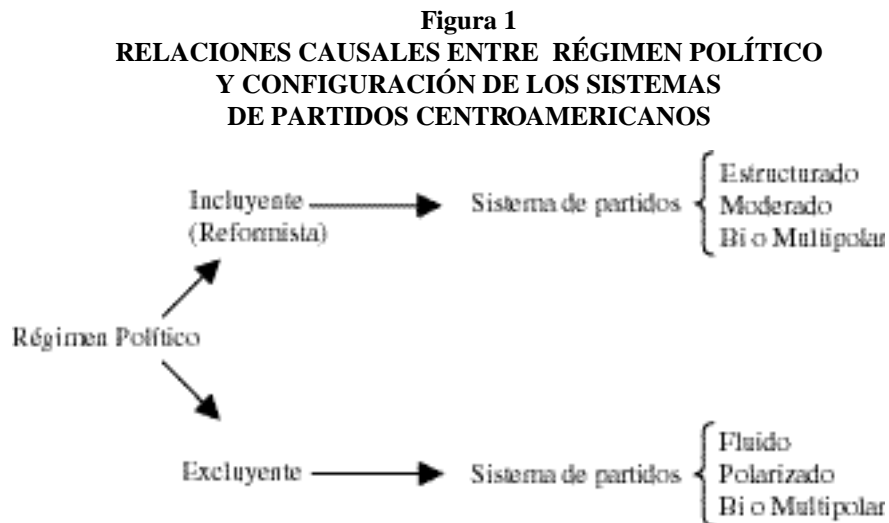 Figura 1
RELACIONES CAUSALES ENTRE RÉGIMEN POLÍTICO
Y CONFIGURACIÓN DE LOS SISTEMAS
DE PARTIDOS CENTROAMERICANOS
Incluyente
(Reformista)
Sistema de partidos
Estructurado
Moderado
Bi o Multipolar
Régimen Político
Excluyente
Sistema de partidos
Fluido
Polarizado
Bi o Multipolar